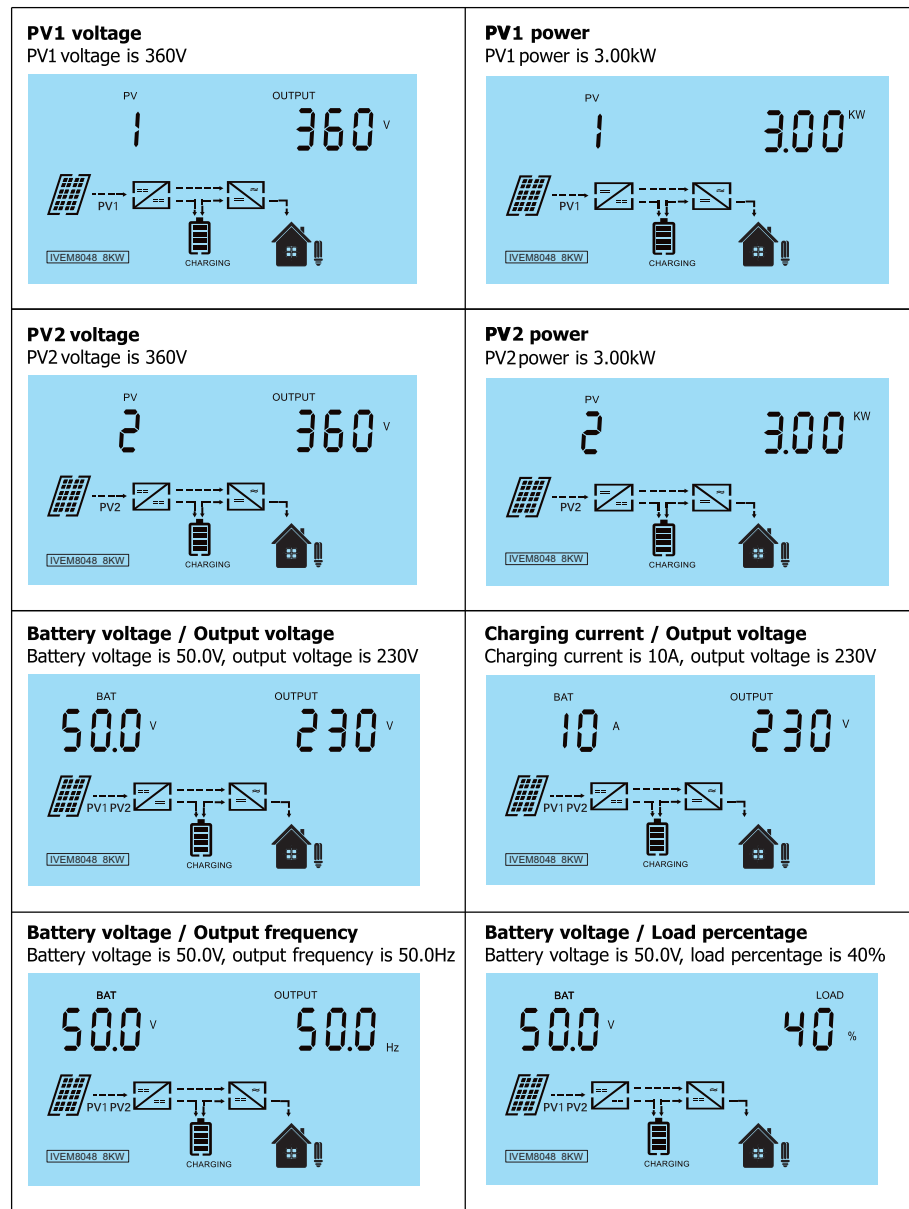 PV1 voltage
PV1 voltage is 360V
PV OUTPUT
1 360 V
PV1
CHARGING
IVEM8048 8KW
PV1 power
PV1 power is 3.00kW
PV
1 3.00 KW
PV1
CHARGING
IVEM8048 8KW
PV2 voltage
PV2 voltage is 360V
PV OUTPUT
2 360 V
PV2
CHARGING
IVEM8048 8KW
PV2 power
PV2 power is 3.00kW
PV
2 3.00 KW
PV2
CHARGING
IVEM8048 8KW
Battery voltage / Output voltage
Battery voltage is 50.0V, output voltage is 230V
BAT OUTPUT
50.0 V 230 V
PV1 PV2
CHARGING
IVEM8048 8KW
Charging current / Output voltage
Charging current is 10A, output voltage is 230V
BAT OUTPUT
10 A 230 V
PV1 PV2
CHARGING
IVEM8048 8KW
Battery voltage / Output frequency
Battery voltage is 50.0V, output frequency is 50.0Hz
BAT OUTPUT
50.0 V 50.0 Hz
PV1 PV2
CHARGING
IVEM8048 8KW
Battery voltage / Load percentage
Battery voltage is 50.0V, load percentage is 40%
BAT LOAD
50.0 V 40 %
PV1 PV2
CHARGING
IVEM8048 8KW